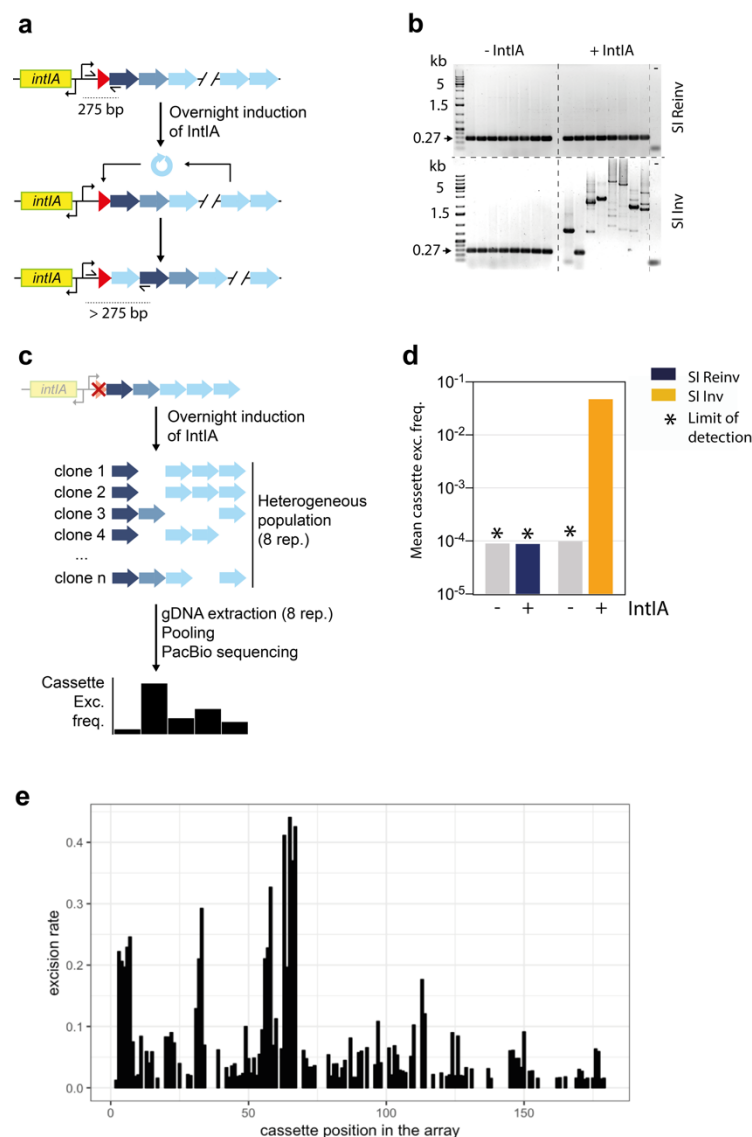 a
intIA
275 bp
Overnight induction
of IntIA
intIA
intIA
> 275 bp
b
- IntIA
+ IntIA
kb
-
5
1.5
0.27
SI Reinv
kb
5
1.5
0.27
-
SI Inv
c
intIA
Overnight induction
of IntIA
clone 1
clone 2
clone 3
clone 4
...
clone n
Heterogeneous
population
(8 rep.)
gDNA extraction (8 rep.)
Pooling
PacBio sequencing
Cassette
Exc.
freq.
d
SI Reinv
SI Inv
* Limit of
detection
Mean cassette exc. freq.
10-1
10-2
10-4
10-5
* * *
- + - + IntIA
e
excision rate
0.4
0.3
0.2
0.1
0.0
0 50 100 150
cassette position in the array